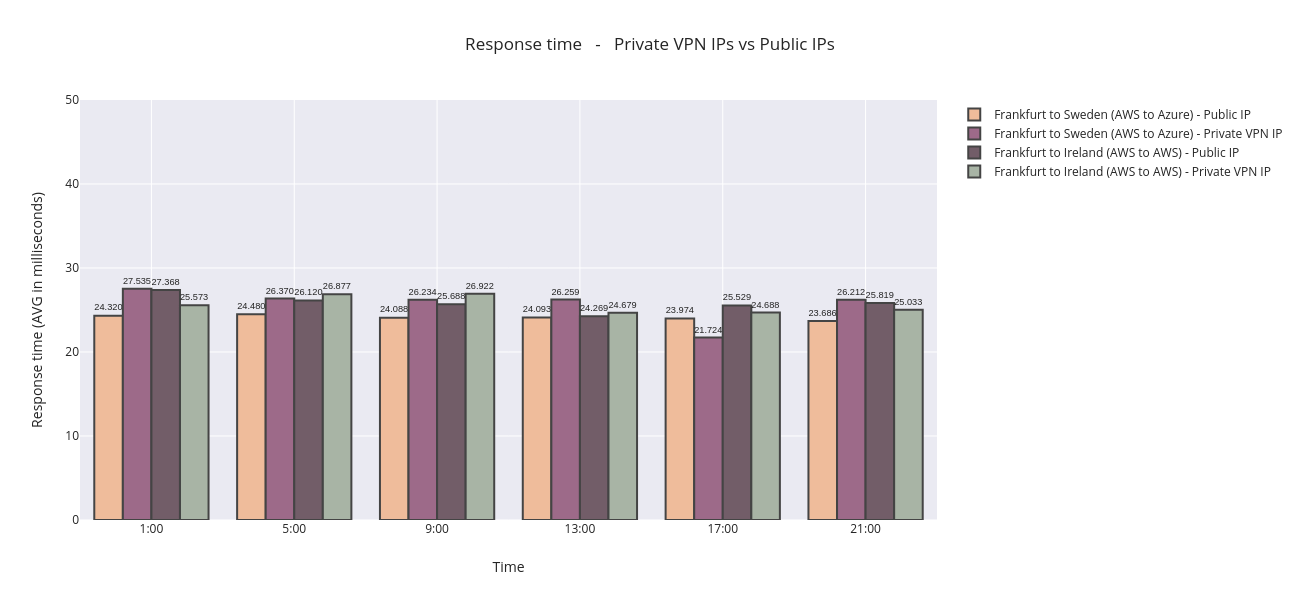 Response time - Private VPN IPs vs Public IPs
Frankfurt to Sweden (AWS to Azure) - Public IP
Frankfurt to Sweden (AWS to Azure) - Private VPN IP
Frankfurt to Ireland (AWS to AWS) - Public IP
Frankfurt to Ireland (AWS to AWS) - Private VPN IP
Response time (AVG in milliseconds)
50
40
30
20
10
0
24.320 27.535 27.368 25.573
24.480 26.370 26.120 26.877
24.088 26.234 25.688 26.922
24.093 26.259 24.269 24.679
23.974 21.724 25.529 24.688
23.686 26.212 25.819 25.033
1:00 5:00 9:00 13:00 17:00 21:00
Time